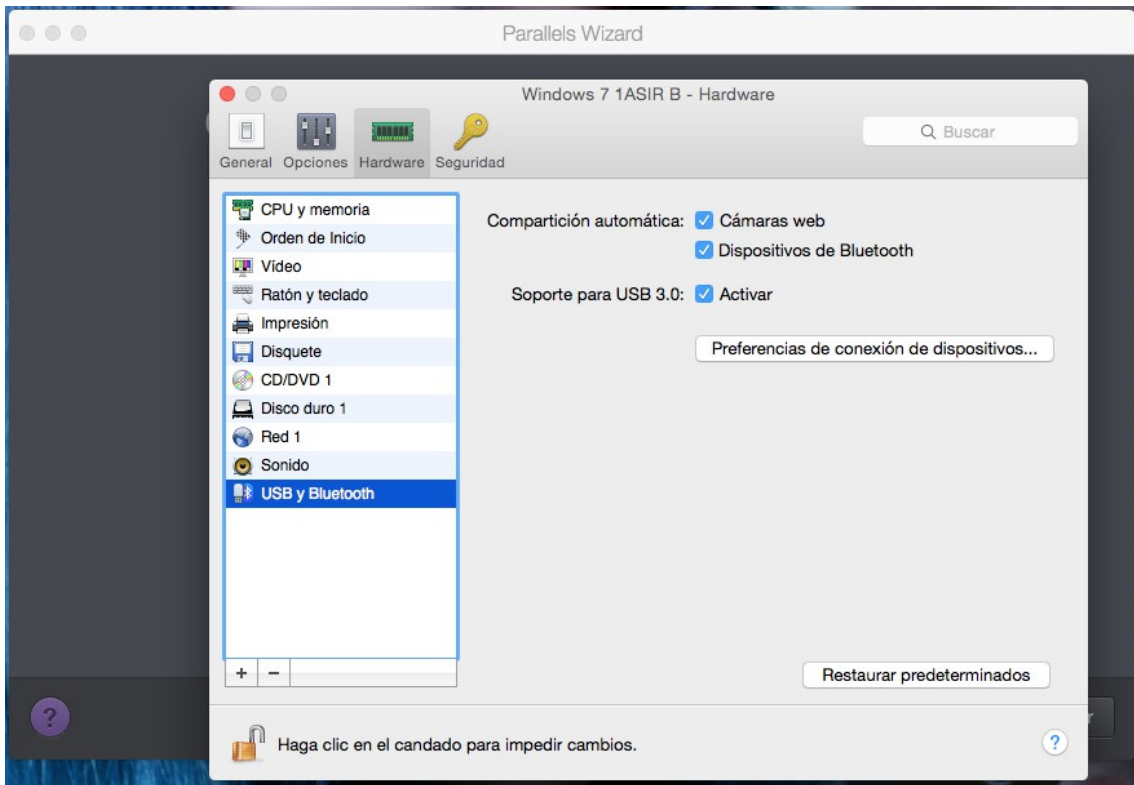 Parallels Wizard
Windows 7 1ASIR B - Hardware
General Opciones Hardware Seguridad
Buscar
CPU y memoria
Orden de Inicio
Vídeo
Ratón y teclado
Impresión
Disquete
CD/DVD 1
Disco duro 1
Red 1
Sonido
USB y Bluetooth
Compartición automática: Cámaras web
Dispositivos de Bluetooth
Soporte para USB 3.0: Activar
Preferencias de conexión de dispositivos...
+ −
Restaurar predeterminados
?
Haga clic en el candado para impedir cambios.
?